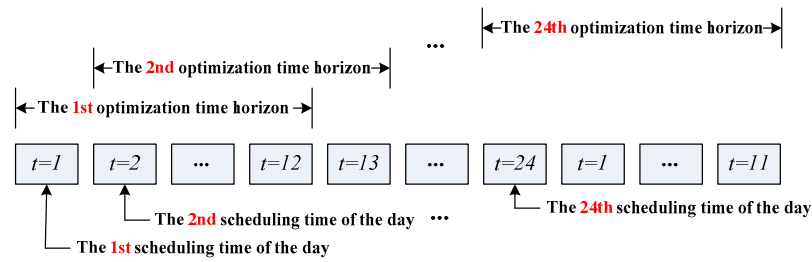 The 24th optimization time horizon
...
The 2nd optimization time horizon
The 1st optimization time horizon
t=1 t=2 ... t=12 t=13 ... t=24 t=1 ... t=11
The 24th scheduling time of the day
The 2nd scheduling time of the day ...
The 1st scheduling time of the day